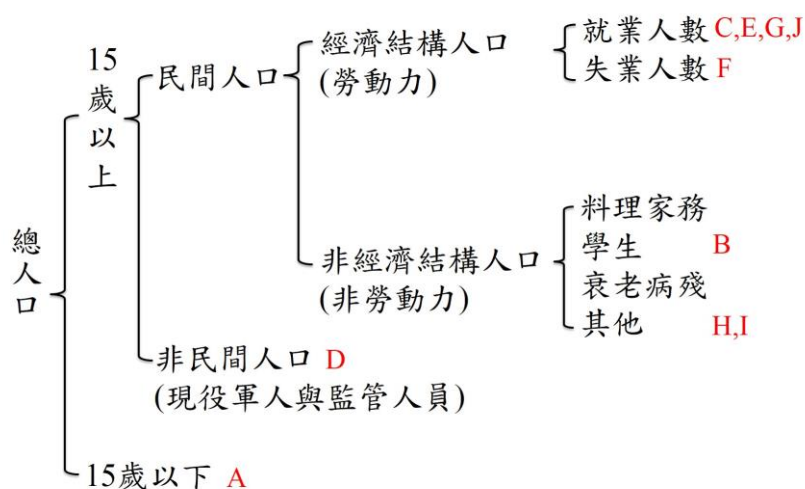 總人口
15歲以上
民間人口
經濟結構人口
(勞動力)
就業人數 C,E,G,J
失業人數 F
非經濟結構人口
(非勞動力)
料理家務
學生 B
衰老病殘
其他 H,I
非民間人口 D
(現役軍人與監管人員)
15歲以下 A